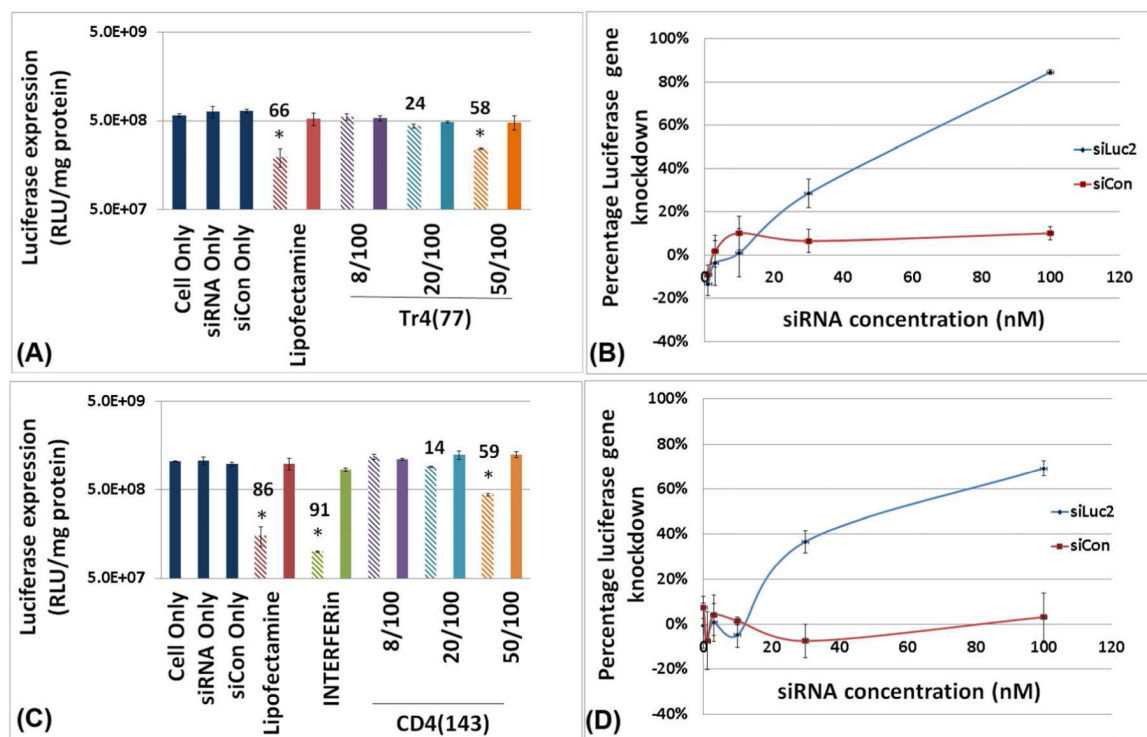 5.0E+09
5.0E+08
5.0E+07
Luciferase expression
(RLU/mg protein)
66
*
24
58
*
Cell Only
siRNA Only
siCon Only
Lipofectamine
8/100
20/100
50/100
Tr4(77)
(A)
100%
80%
60%
40%
20%
0%
-20%
-40%
Percentage Luciferase gene
knockdown
0
20
40
60
80
100
120
siRNA concentration (nM)
siLuc2
siCon
(B)
5.0E+09
5.0E+08
5.0E+07
Luciferase expression
(RLU/mg protein)
86
*
91
*
14
59
*
Cell Only
siRNA Only
siCon Only
Lipofectamine
INTERFERin
8/100
20/100
50/100
CD4(143)
(C)
100%
80%
60%
40%
20%
0%
-20%
-40%
Percentage luciferase gene
knockdown
0
20
40
60
80
100
120
siRNA concentration (nM)
siLuc2
siCon
(D)